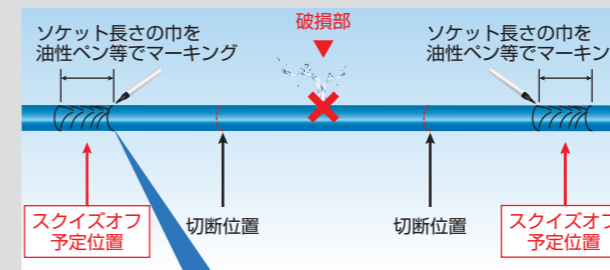 ソケット長さの巾を
油性ペン等でマーキング
破損部
ソケット長さの巾を
油性ペン等でマーキン
スクイズオフ
予定位置
切断位置
切断位置
スクイズオフ
予定位置